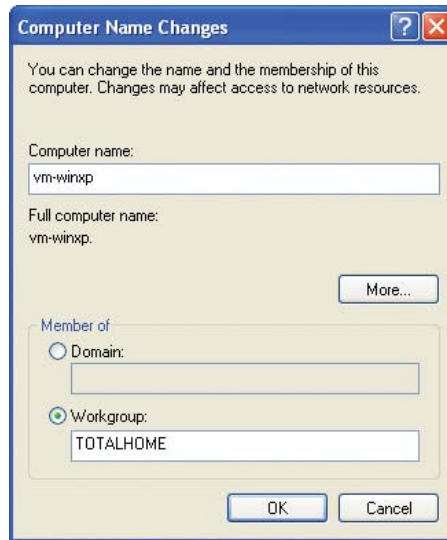 Computer Name Changes
You can change the name and the membership of this
computer. Changes may affect access to network resources.
Computer name:
vm-winxp
Full computer name:
vm-winxp.
More...
Member of
Domain:
Workgroup:
TOTALHOME
OK
Cancel